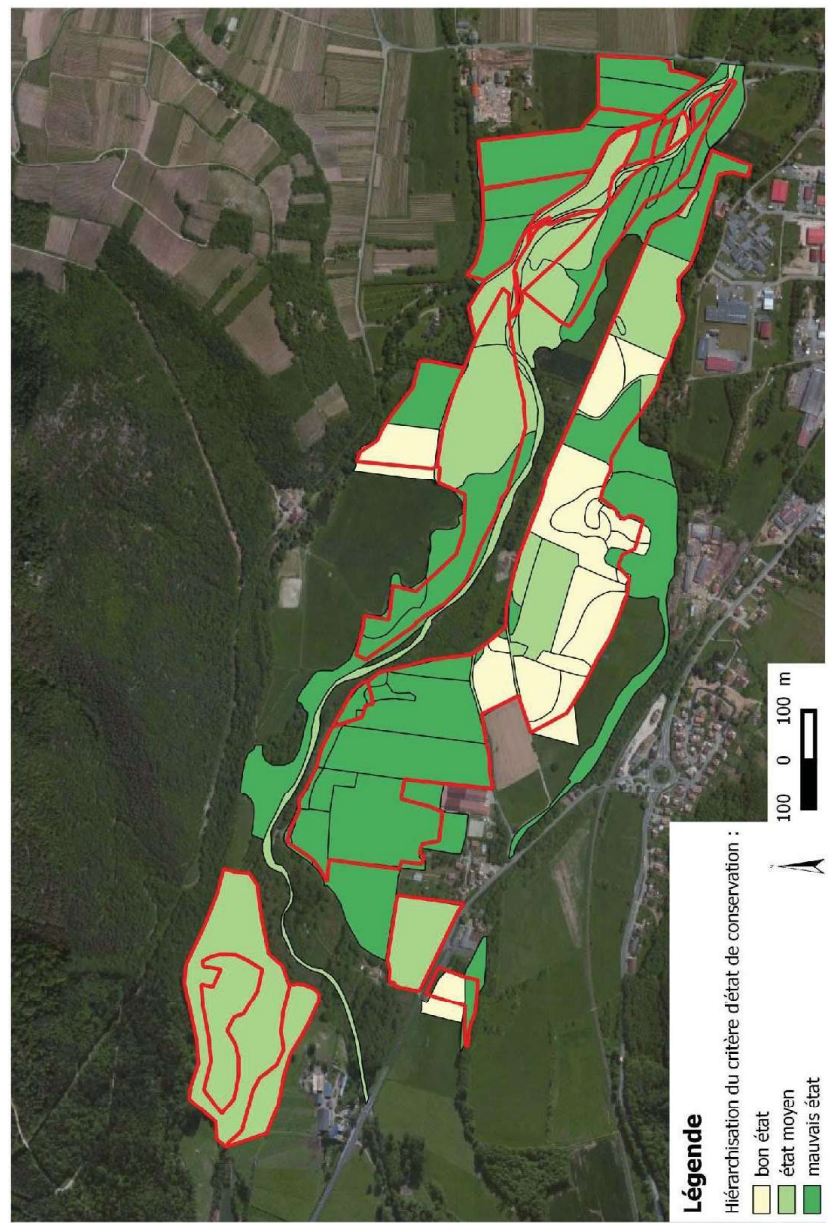 Légende
Hiérarchisation du critère d'état de conservation :
bon état
état moyen
mauvais état
100 0 100 m